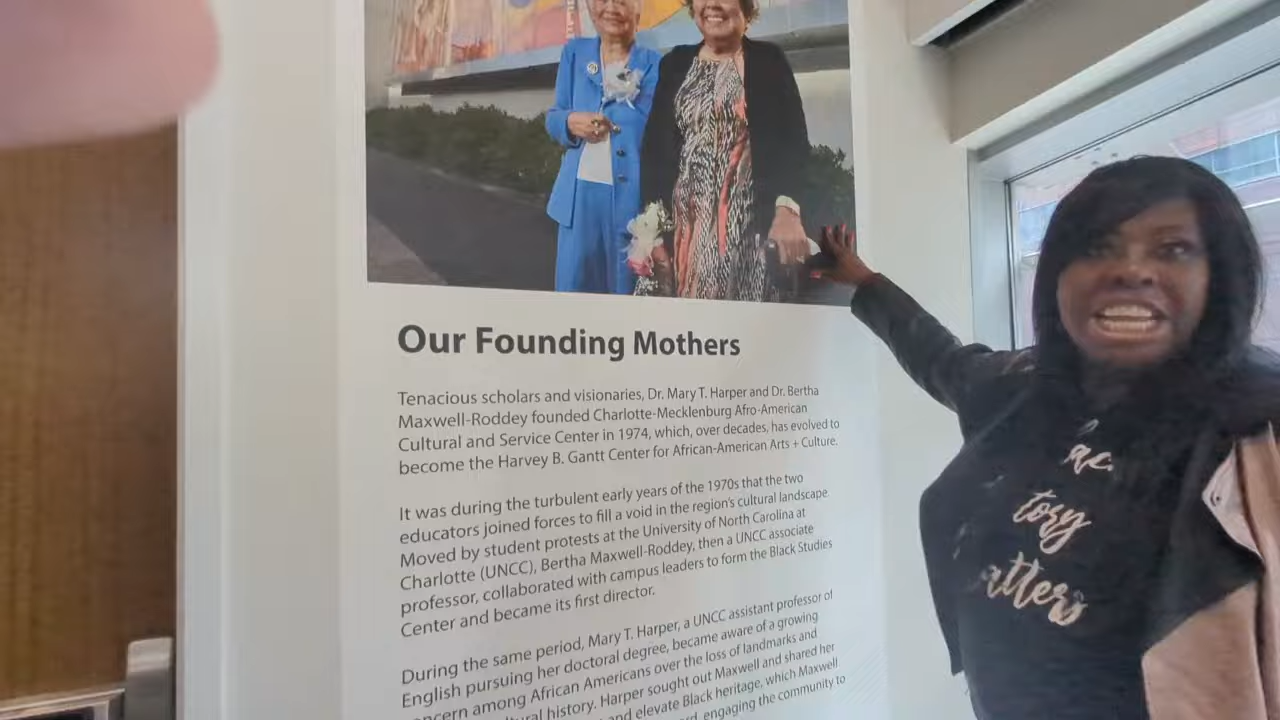 Our Founding Mothers
Tenacious scholars and visionaries, Dr. Mary T. Harper and Dr. Bertha
Maxwell-Roddey founded Charlotte-Mecklenburg Afro-American
Cultural and Service Center in 1974, which, over decades, has evolved to
become the Harvey B. Gantt Center for African-American Arts + Culture.
It was during the turbulent early years of the 1970s that the two
educators joined forces to fill a void in the region's cultural landscape
Moved by student protests at the University of North Carolina at
Charlotte (UNCC), Bertha Maxwell-Roddey, then a UNCC associate
professor, collaborated with campus leaders to form the Black Studies
Center and became its first director.
During the same period, Mary T. Harper, a UNCC assistant professor of
English pursuing her doctoral degree, became aware of a growing
ncern among African Americans over the loss of landmarks and
tural history. Harper sought out Maxwell and shared her
and elevate Black heritage, which Maxwell
rd, engaging the community to
ac
tory
atters